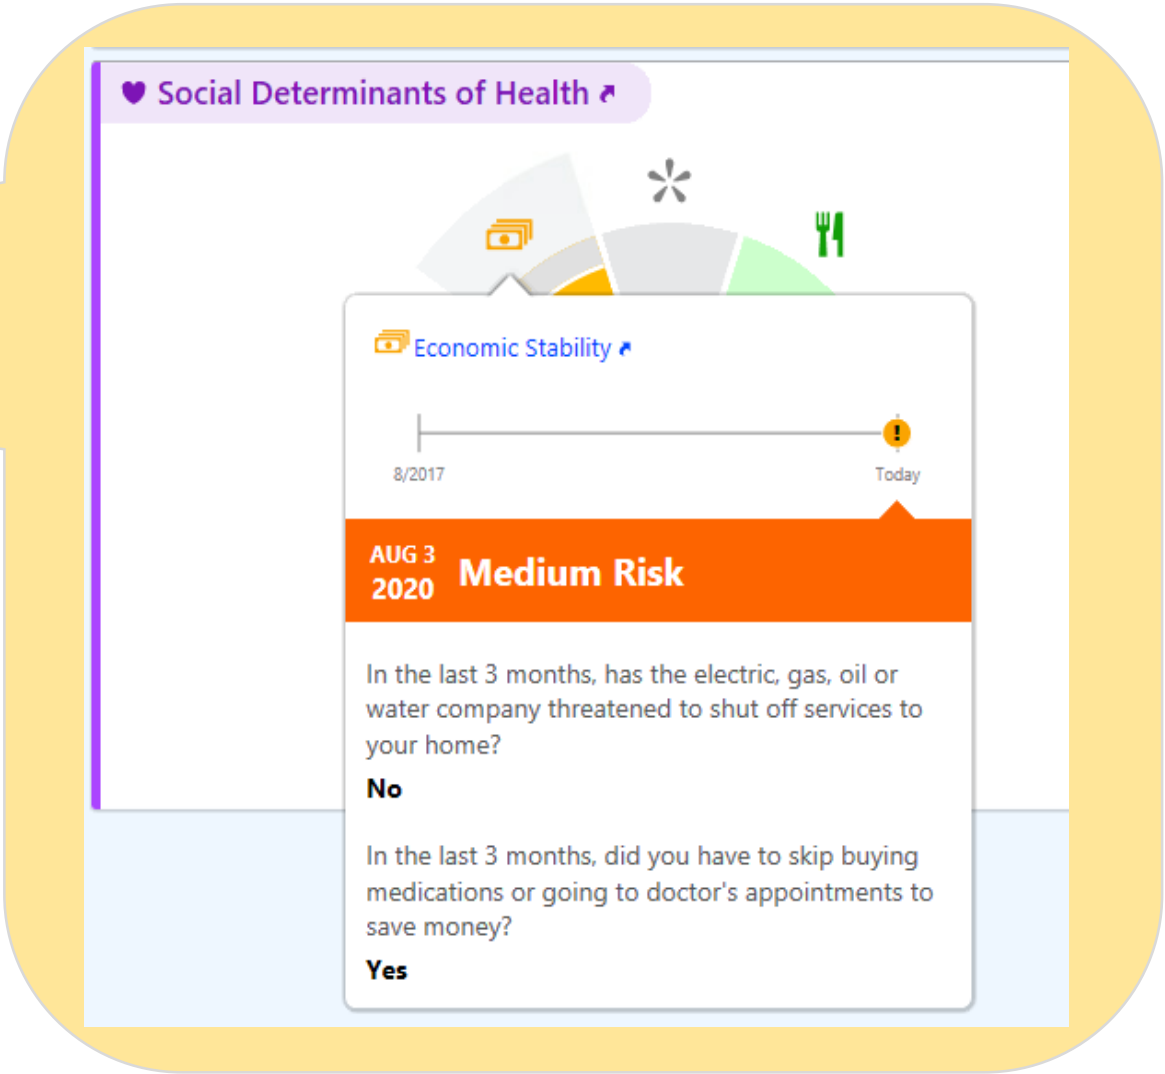 Social Determinants of Health
Economic Stability
8/2017
Today
AUG 3
2020
Medium Risk
In the last 3 months, has the electric, gas, oil or
water company threatened to shut off services to
your home?
No
In the last 3 months, did you have to skip buying
medications or going to doctor's appointments to
save money?
Yes